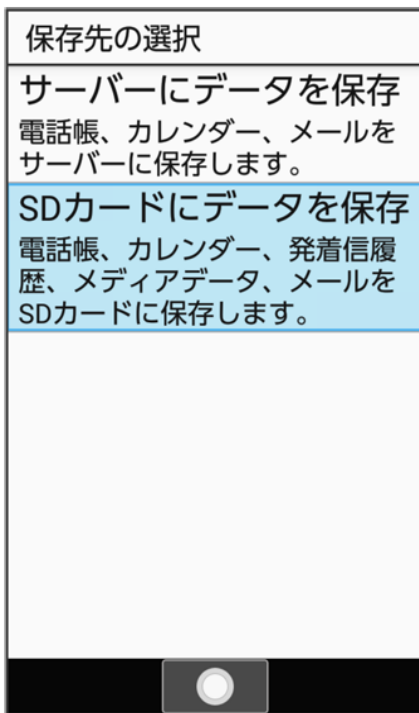 保存先の選択
サーバーにデータを保存
電話帳、カレンダー、メールを
サーバーに保存します。
SDカードにデータを保存
電話帳、カレンダー、発着信履
歴、メディアデータ、メールを
SDカードに保存します。